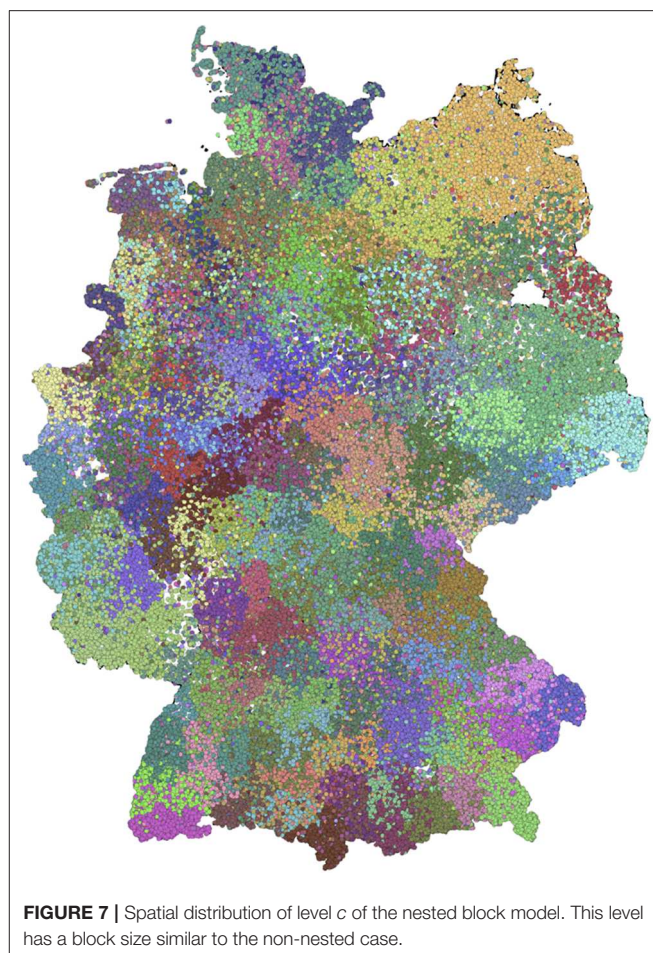 FIGURE 7 | Spatial distribution of level c of the nested block model. This level
has a block size similar to the non-nested case.